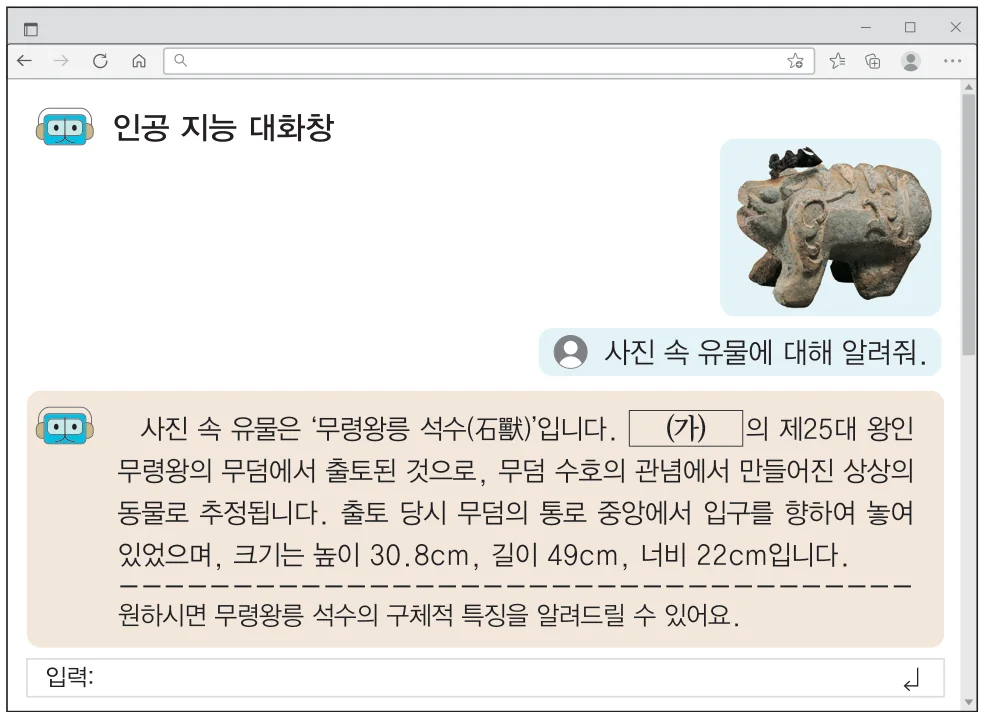 인공 지능 대화창
사진 속 유물에 대해 알려줘.
사진 속 유물은 ‘무령왕릉 석수(石獸)’입니다. (가) 의 제25대 왕인
무령왕의 무덤에서 출토된 것으로, 무덤 수호의 관념에서 만들어진 상상의
동물로 추정됩니다. 출토 당시 무덤의 통로 중앙에서 입구를 향하여 놓여
있었으며, 크기는 높이 30.8cm, 길이 49cm, 너비 22cm입니다.
원하시면 무령왕릉 석수의 구체적 특징을 알려드릴 수 있어요.
입력: